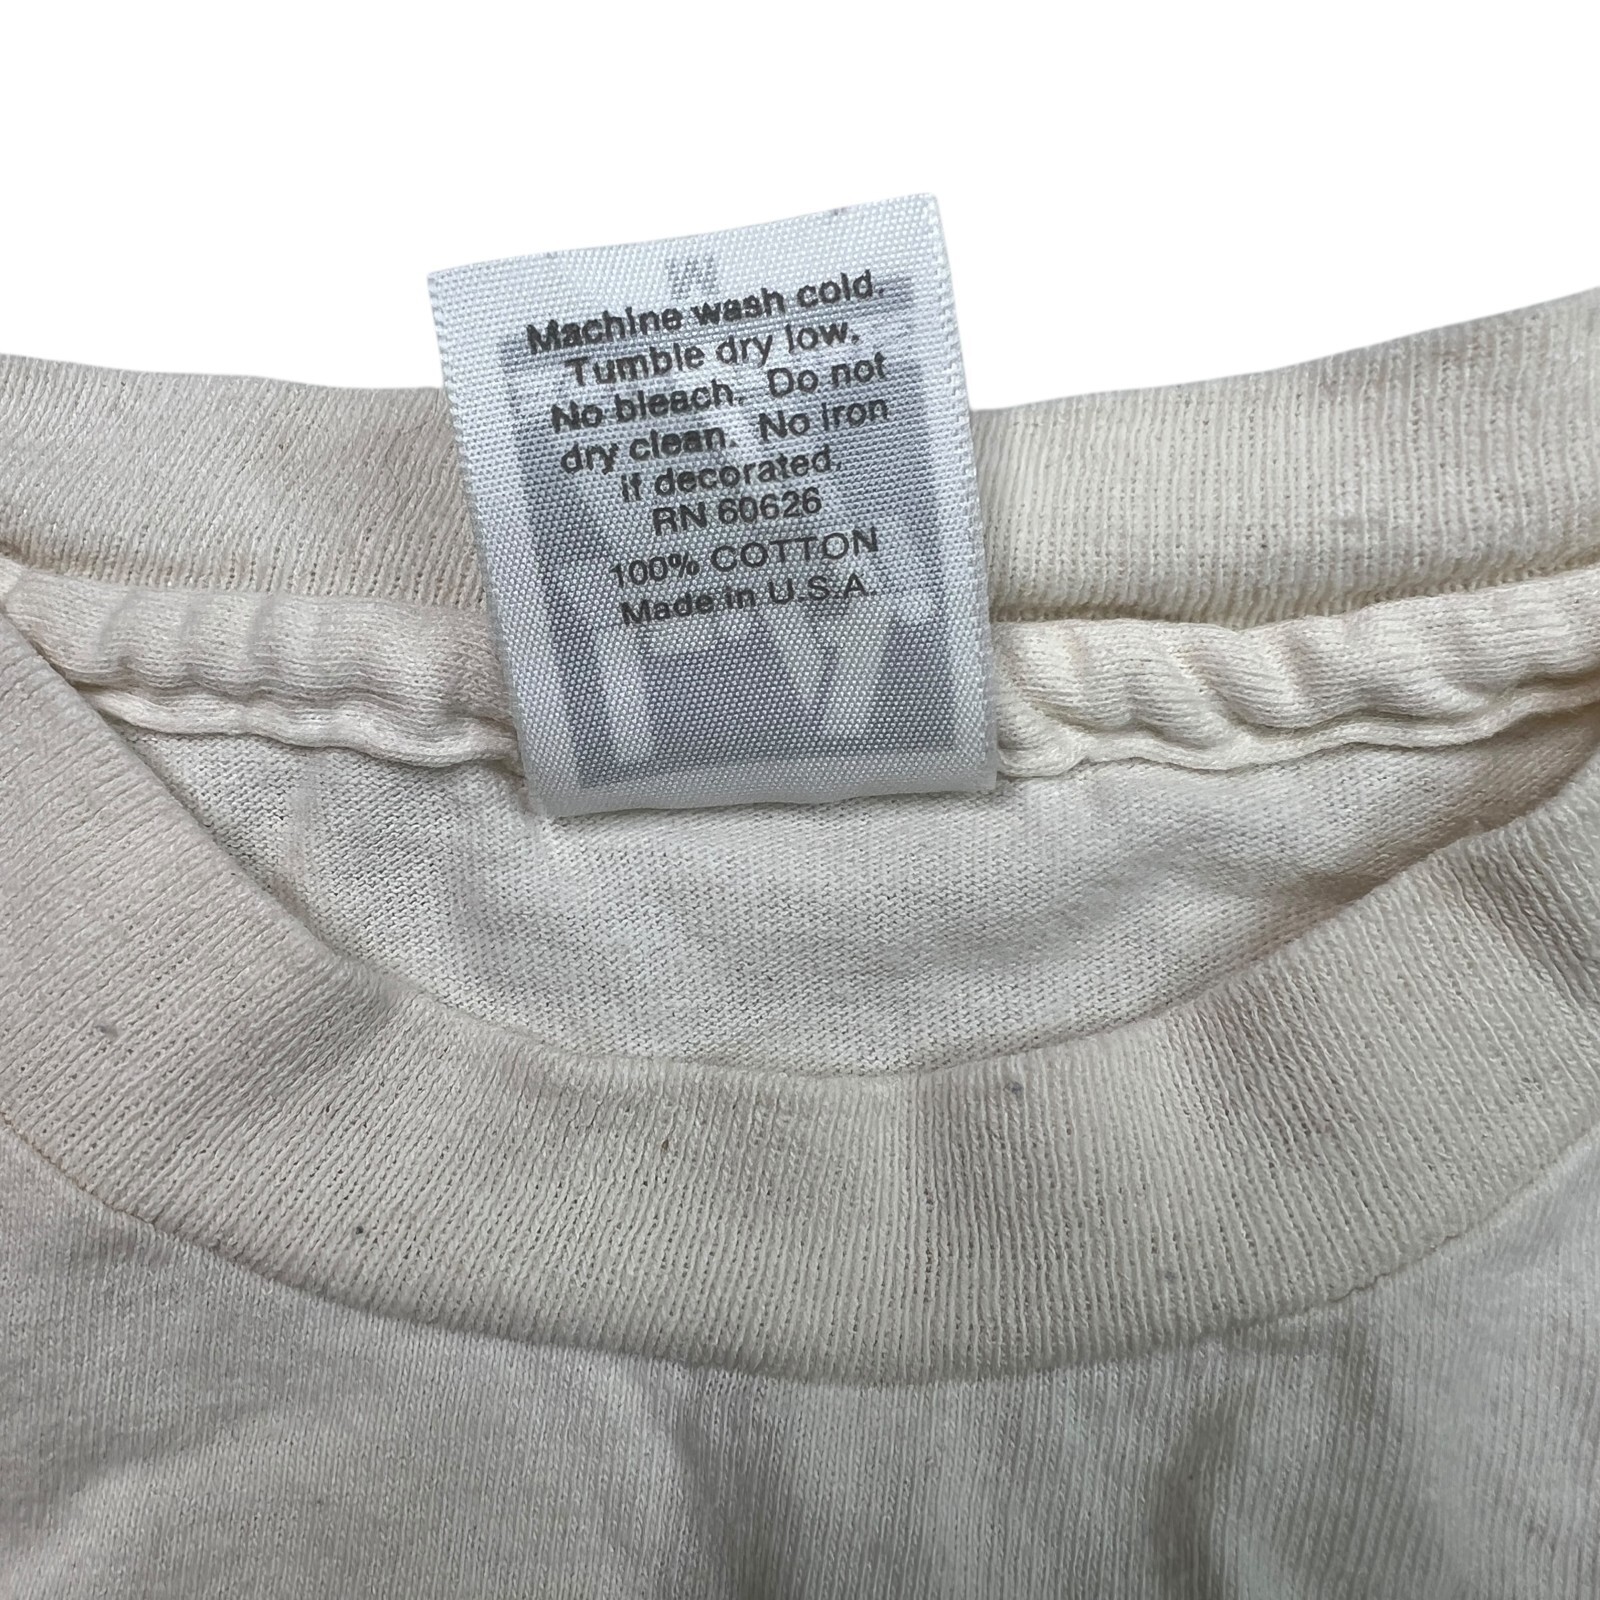 Machine wash cold.
Tumble dry low.
No bleach. Do not
dry clean. No iron
if decorated.
RN 60626
100% COTTON
Made in U.S.A.